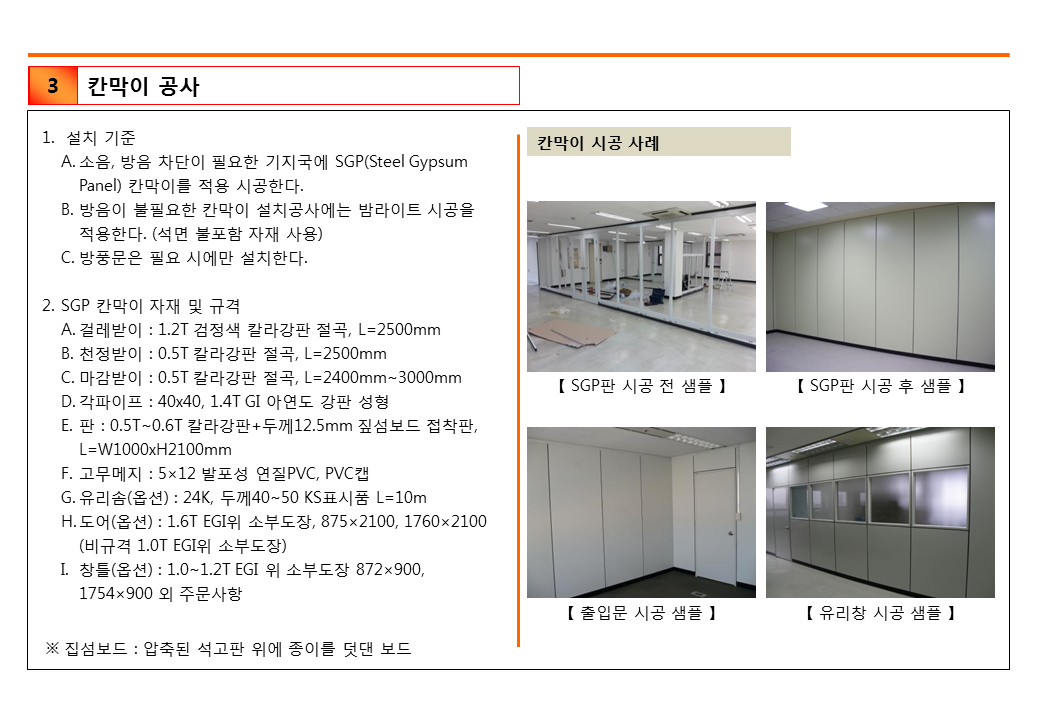 3 칸막이 공사
1. 설치 기준
A. 소음, 방음 차단이 필요한 기지국에 SGP(Steel Gypsum
Panel) 칸막이를 적용 시공한다.
B. 방음이 불필요한 칸막이 설치공사에는 밤라이트 시공을
적용한다. (석면 불포함 자재 사용)
C. 방풍문은 필요 시에만 설치한다.
2. SGP 칸막이 자재 및 규격
A. 걸레받이 : 1.2T 검정색 칼라강판 절곡, L=2500mm
B. 천정받이 : 0.5T 칼라강판 절곡, L=2500mm
C. 마감받이 : 0.5T 칼라강판 절곡, L=2400mm~3000mm
D. 각파이프 : 40x40, 1.4T GI 아연도 강판 성형
E. 판 : 0.5T~0.6T 칼라강판+두께12.5mm 짚섬보드 접착판,
L=W1000xH2100mm
F. 고무메지 : 5×12 발포성 연질PVC, PVC캡
G. 유리솜(옵션) : 24K, 두께40~50 KS표시품 L=10m
H. 도어(옵션) : 1.6T EGI위 소부도장, 875×2100, 1760×2100
(비규격 1.0T EGI위 소부도장)
I. 창틀(옵션) : 1.0~1.2T EGI 위 소부도장 872×900,
1754×900 외 주문사항
※ 집섬보드 : 압축된 석고판 위에 종이를 덧댄 보드
칸막이 시공 사례
【 SGP판 시공 전 샘플 】
【 SGP판 시공 후 샘플 】
【 출입문 시공 샘플 】
【 유리창 시공 샘플 】